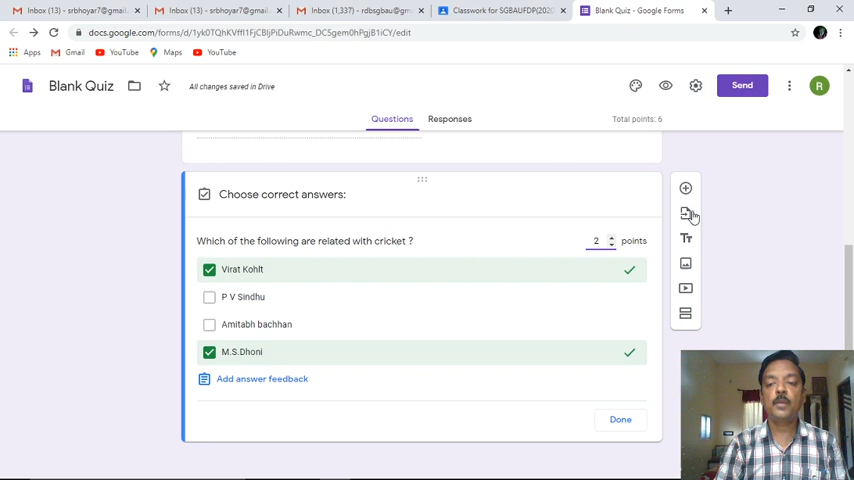 Inbox (13) - srbhoyar7@gmail.
Inbox (13) - srbhoyar7@gmail.
Inbox (1,337) - rdbsgbau@gm
Classwork for SGBAUFDP(2020
Blank Quiz - Google Forms
docs.google.com/forms/d/1yk0TQhKVffI1FjCBIjPiDuRwmc_DC5gem0hPgjB1iCY/edit
Apps
Gmail
YouTube
Maps
YouTube
Blank Quiz
All changes saved in Drive
Send
R
Questions
Responses
Total points: 6
Choose correct answers:
Which of the following are related with cricket ?
2 points
Virat Kohlt
P V Sindhu
Amitabh bachhan
M.S.Dhoni
Add answer feedback
Done